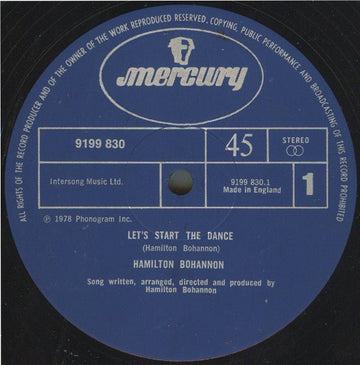 ALL RIGHTS OF THE RECORD PRODUCER AND OF THE OWNER OF THE WORK REPRODUCED RESERVED. COPYING, PUBLIC PERFORMANCE AND BROADCASTING OF THIS RECORD PROHIBITED
mercury
9199 830
45
STEREO
Intersong Music Ltd.
9199 830.1
Made in England
1
℗ 1978 Phonogram Inc.
LET'S START THE DANCE
(Hamilton Bohannon)
HAMILTON BOHANNON
Song written, arranged, directed and produced by
Hamilton Bohannon